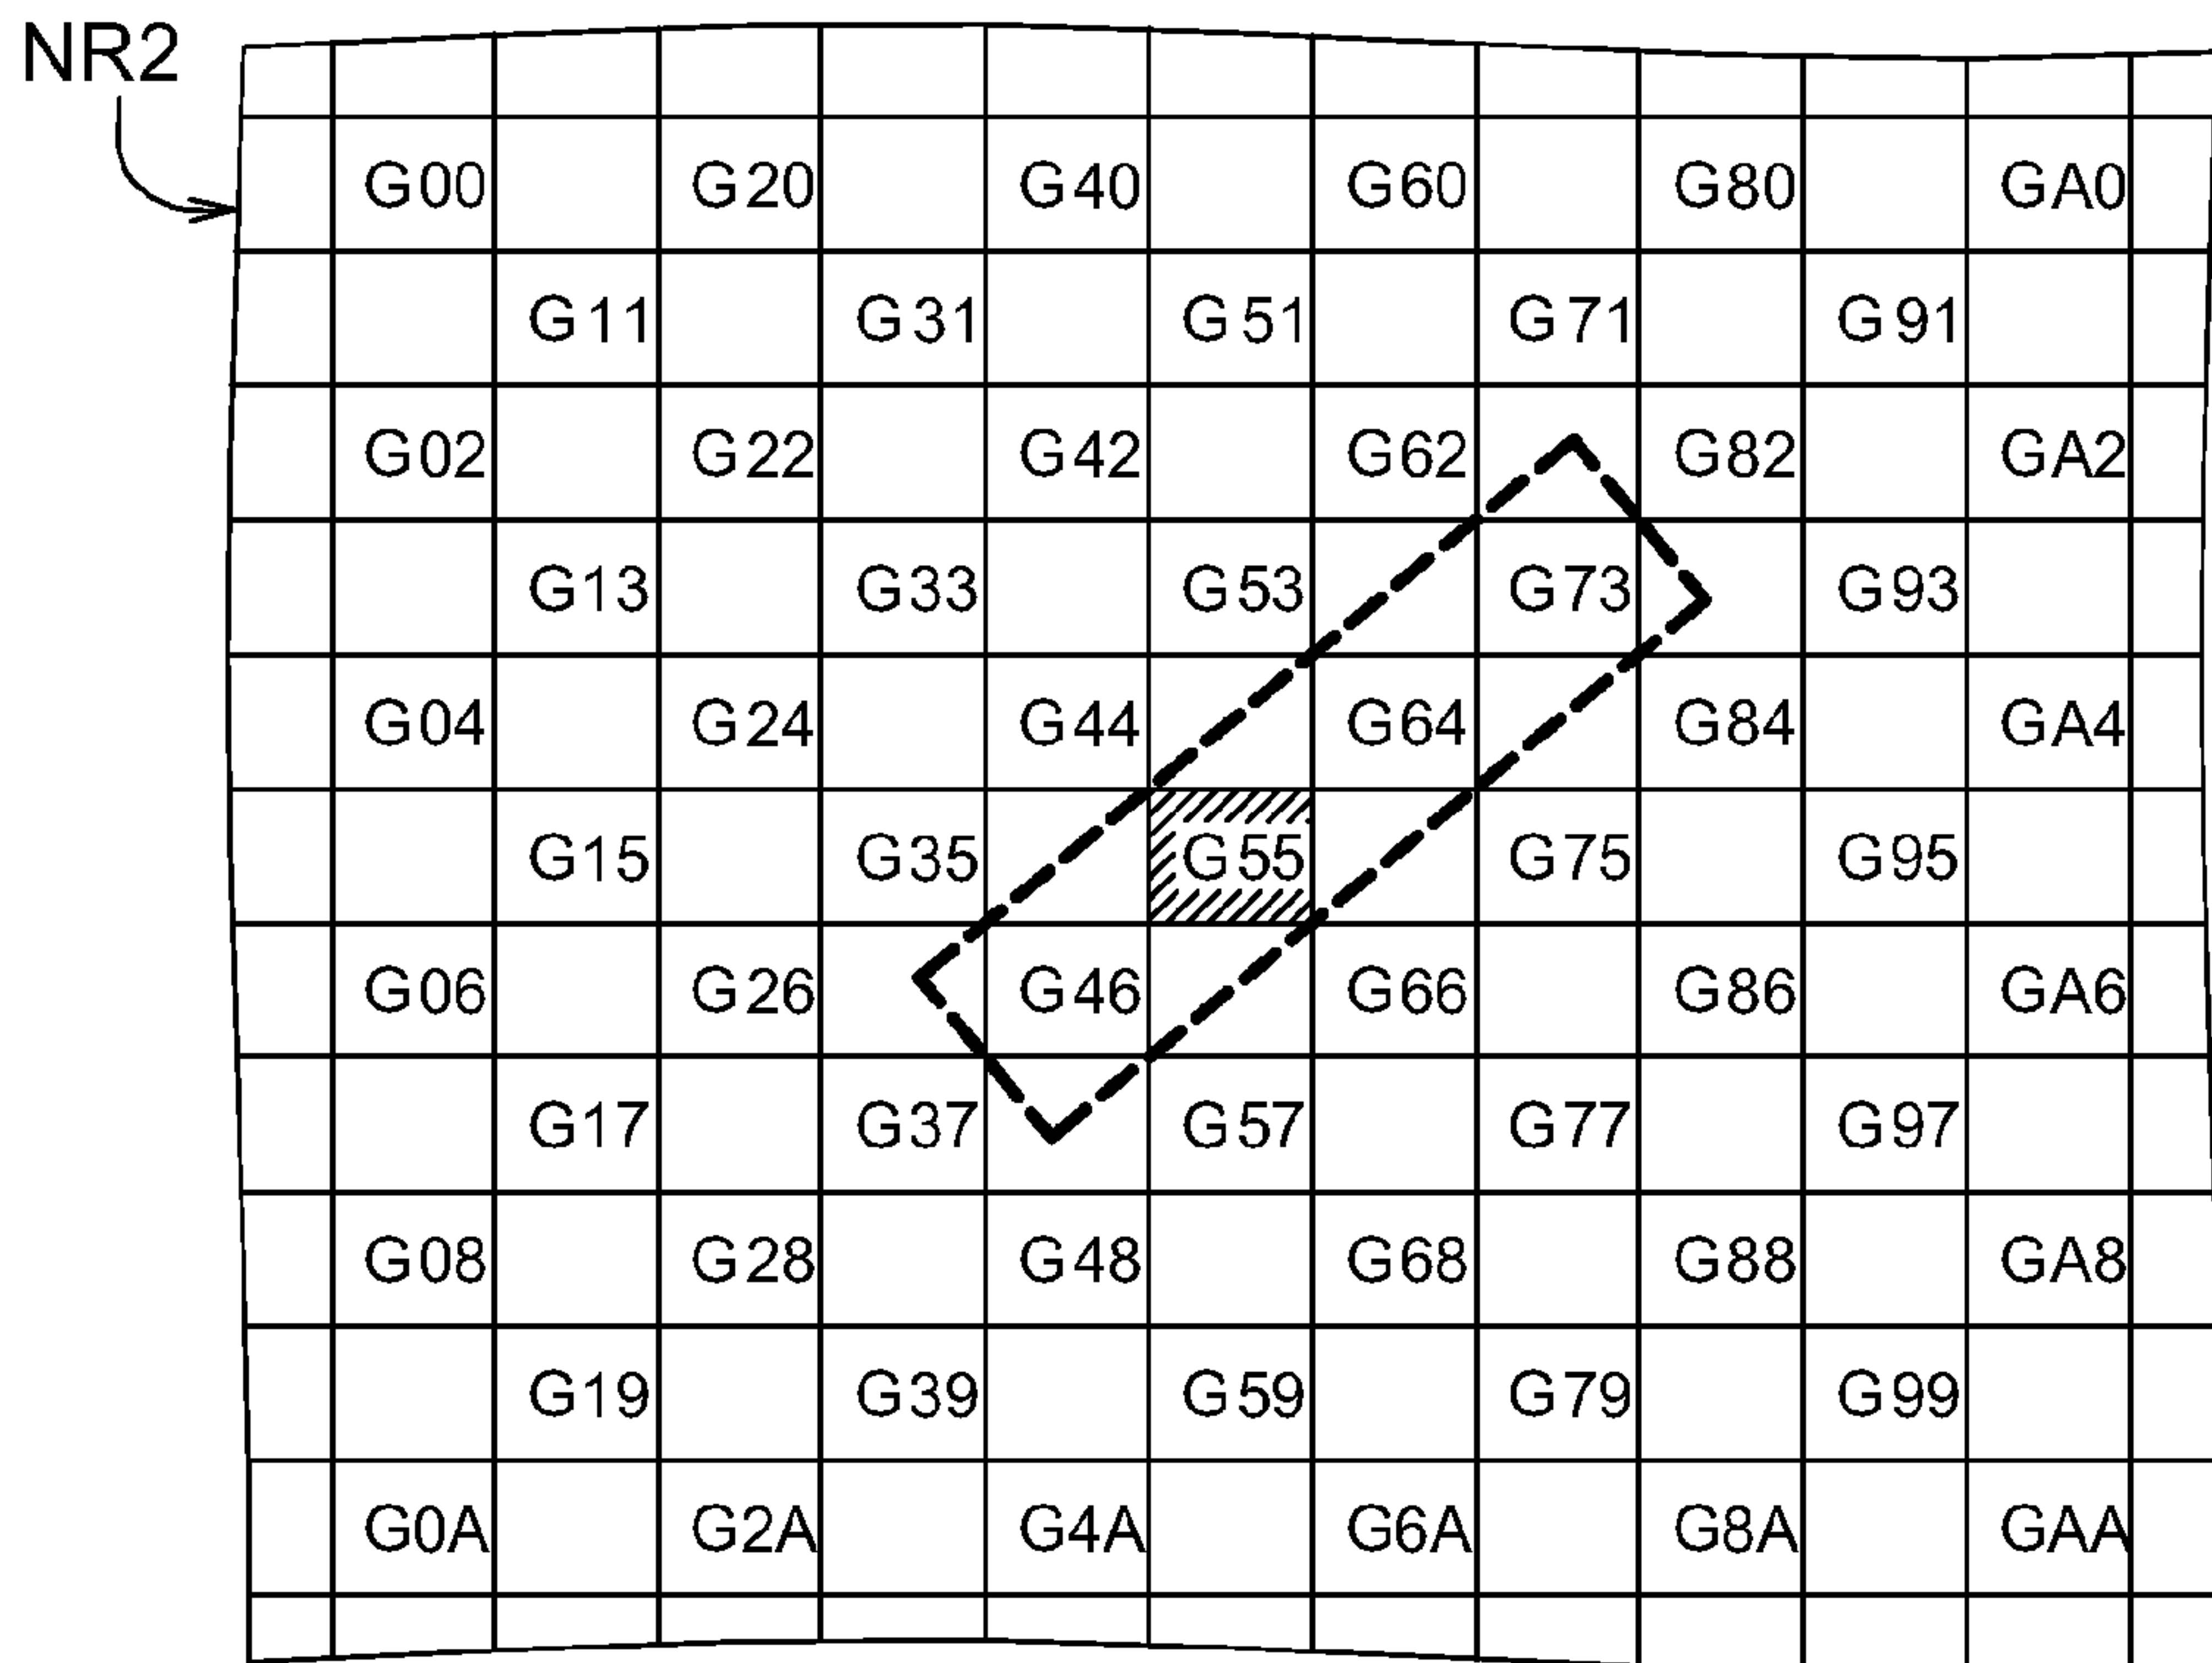 NR2
G00 G20 G40 G60 G80 GA0
G11 G31 G51 G71 G91
G02 G22 G42 G62 G82 GA2
G13 G33 G53 G73 G93
G04 G24 G44 G64 G84 GA4
G15 G35 G55 G75 G95
G06 G26 G46 G66 G86 GA6
G17 G37 G57 G77 G97
G08 G28 G48 G68 G88 GA8
G19 G39 G59 G79 G99
G0A G2A G4A G6A G8A GAA